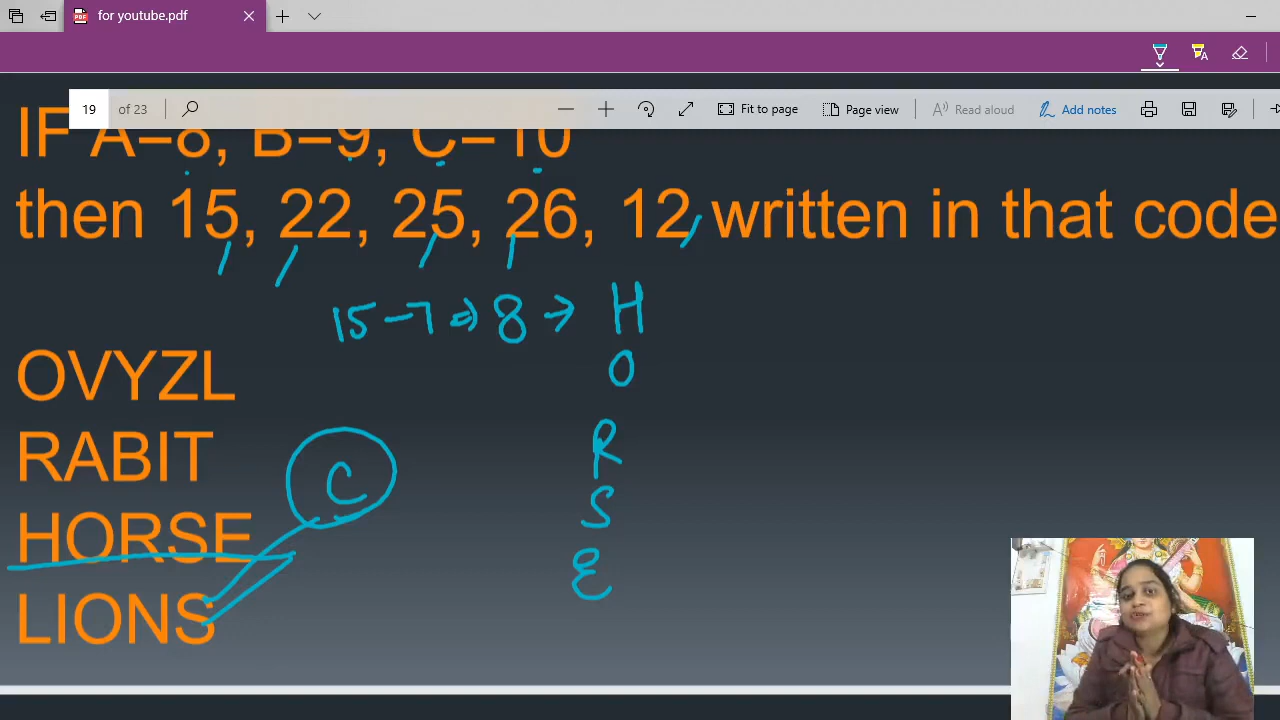 for youtube.pdf
19 of 23
Fit to page
Page view
Read aloud
Add notes
IF A=8, B=9, C=10
then 15, 22, 25, 26, 12 written in that code
15-7⇒8→ H
O
R
S
E
OVYZL
RABIT
C
HORSE
LIONS